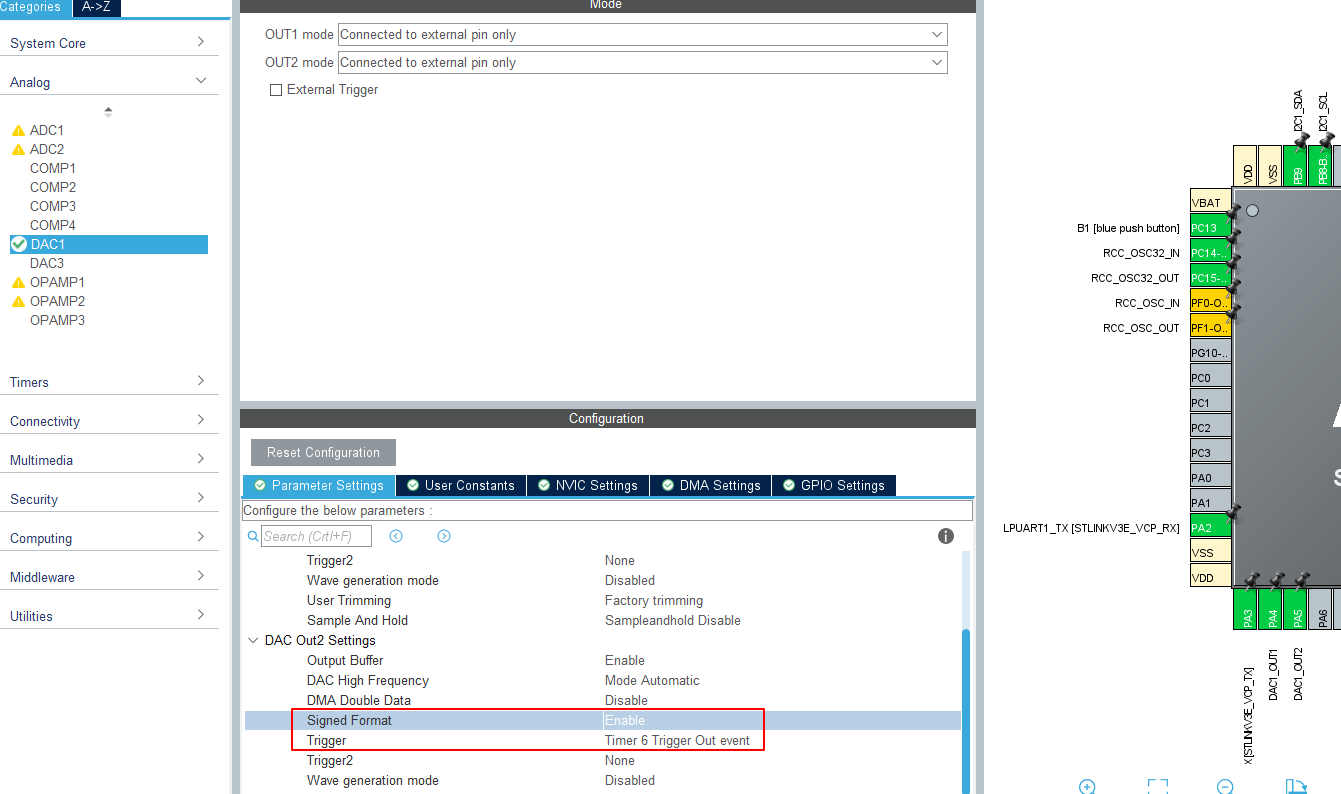 Categories A->Z
System Core
Analog
ADC1
ADC2
COMP1
COMP2
COMP3
COMP4
DAC1
DAC3
OPAMP1
OPAMP2
OPAMP3
Timers
Connectivity
Multimedia
Security
Computing
Middleware
Utilities
Mode
OUT1 mode Connected to external pin only
OUT2 mode Connected to external pin only
External Trigger
Configuration
Reset Configuration
Parameter Settings User Constants NVIC Settings DMA Settings GPIO Settings
Configure the below parameters :
Search (Ctrl+F)
Trigger2 None
Wave generation mode Disabled
User Trimming Factory trimming
Sample And Hold Sampleandhold Disable
DAC Out2 Settings
Output Buffer Enable
DAC High Frequency Mode Automatic
DMA Double Data Disable
Signed Format Enable
Trigger Timer 6 Trigger Out event
Trigger2 None
Wave generation mode Disabled
I2C1_SDA I2C1_SCL
VDD VSS PB9 PB8-B..
VBAT
B1 [blue push button] PC13
RCC_OSC32_IN PC14-..
RCC_OSC32_OUT PC15-..
RCC_OSC_IN PF0-O..
RCC_OSC_OUT PF1-O..
PG10-..
PC0
PC1
PC2
PC3
PA0
PA1
LPUART1_TX [STLINKV3E_VCP_RX] PA2
VSS
VDD
PA3 PA4 PA5 PA6
X [STLINKV3E_VCP_TX] DAC1_OUT1 DAC1_OUT2